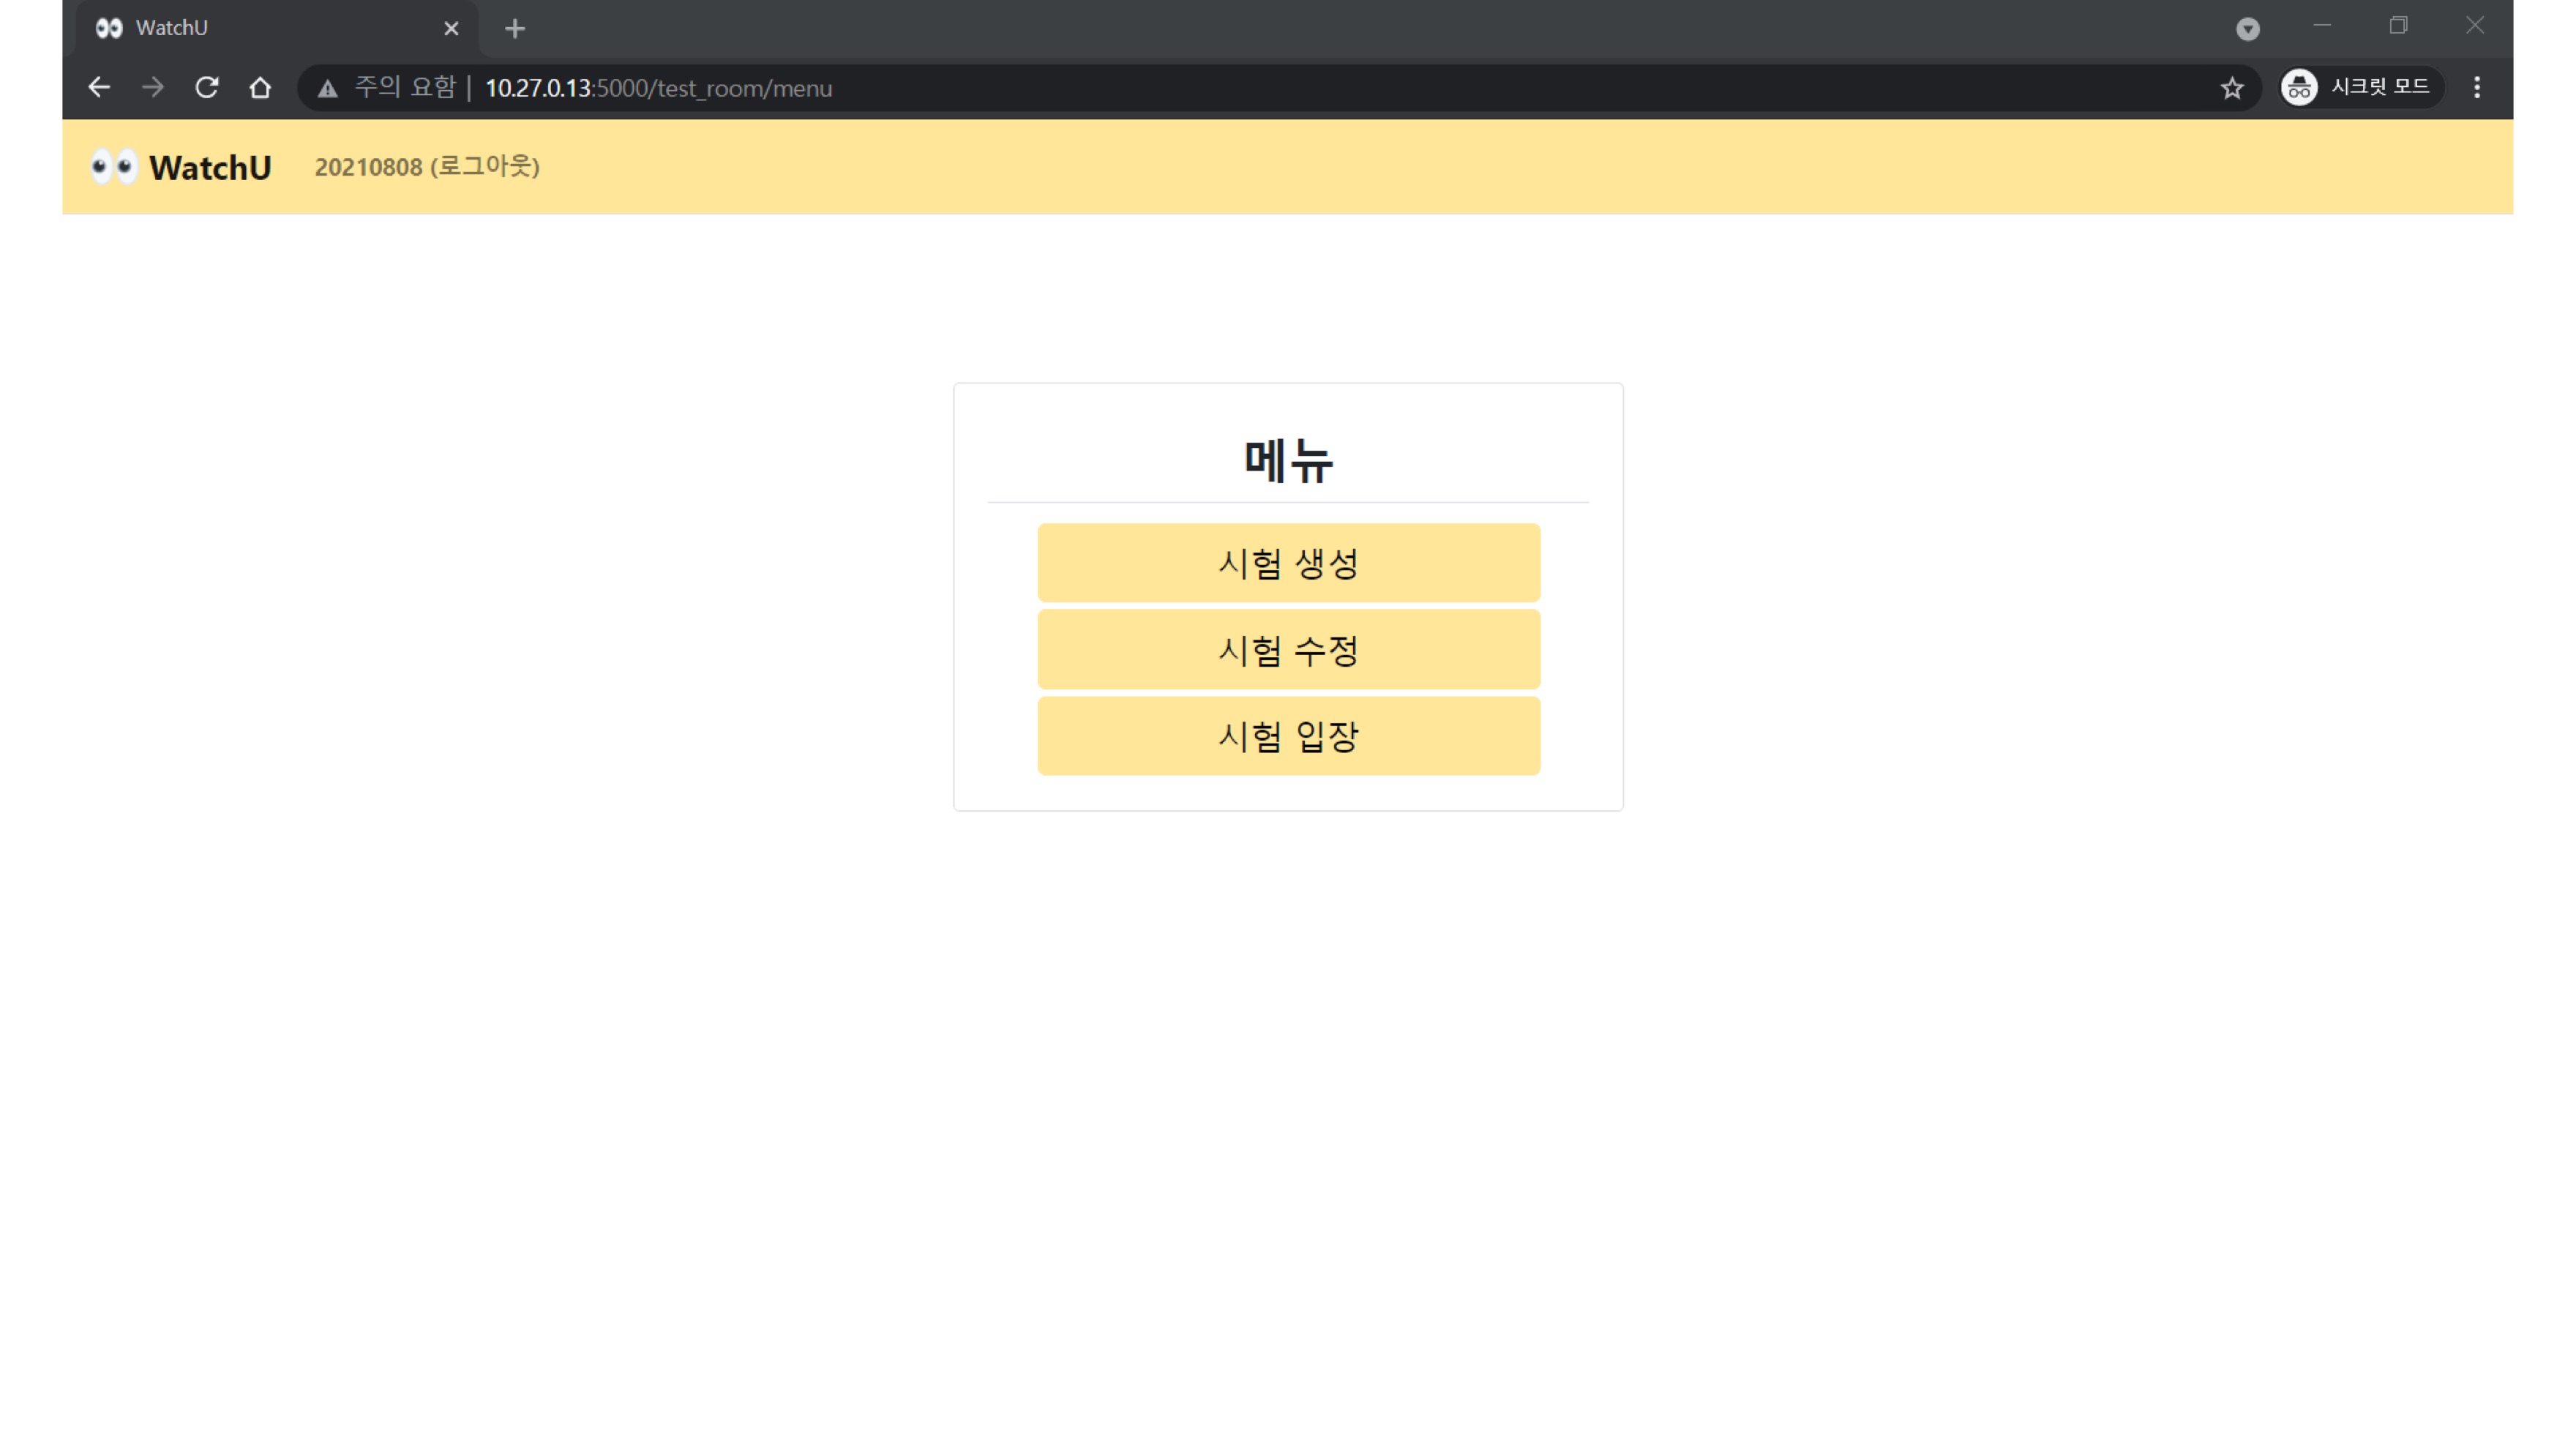 WatchU
주의 요함 | 10.27.0.13:5000/test_room/menu
시크릿 모드
WatchU 20210808 (로그아웃)
메뉴
시험 생성
시험 수정
시험 입장